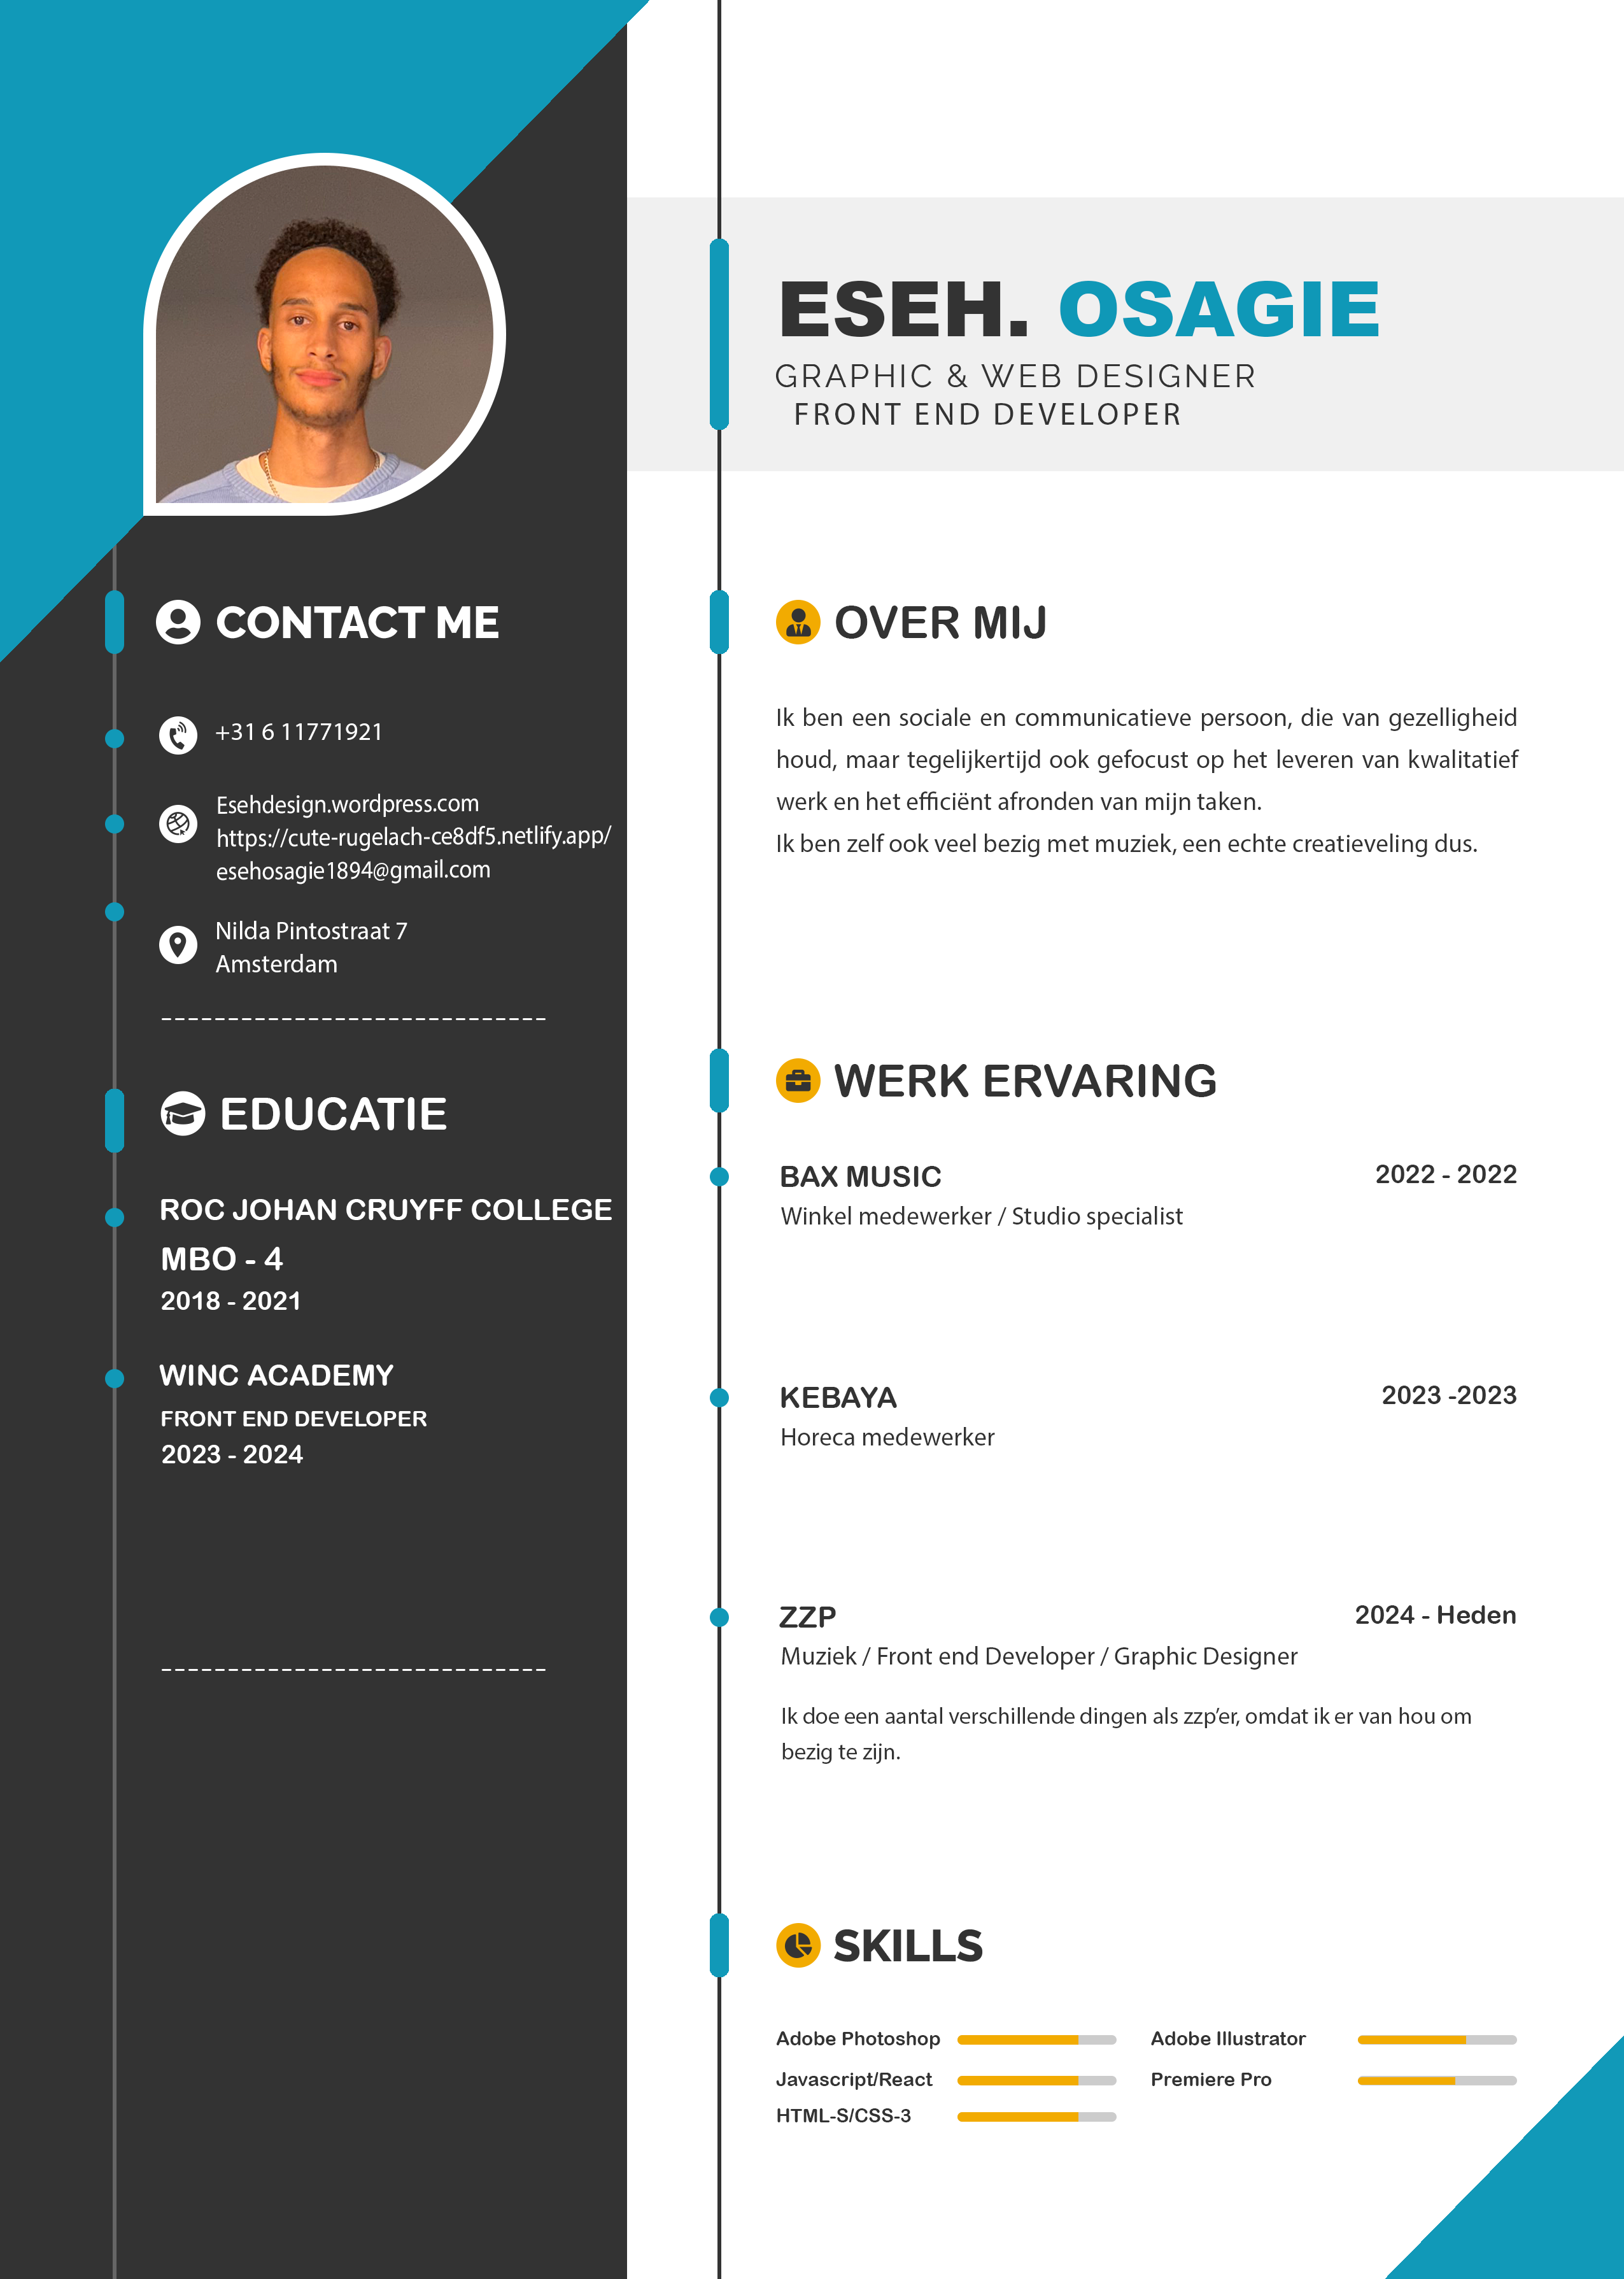 ESEH. OSAGIE
GRAPHIC & WEB DESIGNER
FRONT END DEVELOPER
CONTACT ME
+31 6 11771921
Esehdesign.wordpress.com
https://cute-rugelach-ce8df5.netlify.app/
esehosagie1894@gmail.com
Nilda Pintostraat 7
Amsterdam
EDUCATIE
ROC JOHAN CRUYFF COLLEGE
MBO - 4
2018 - 2021
WINC ACADEMY
FRONT END DEVELOPER
2023 - 2024
OVER MIJ
Ik ben een sociale en communicatieve persoon, die van gezelligheid
houd, maar tegelijkertijd ook gefocust op het leveren van kwalitatief
werk en het efficiënt afronden van mijn taken.
Ik ben zelf ook veel bezig met muziek, een echte creatieveling dus.
WERK ERVARING
BAX MUSIC 2022 - 2022
Winkel medewerker / Studio specialist
KEBAYA 2023 -2023
Horeca medewerker
ZZP 2024 - Heden
Muziek / Front end Developer / Graphic Designer
Ik doe een aantal verschillende dingen als zzp'er, omdat ik er van hou om
bezig te zijn.
SKILLS
Adobe Photoshop Adobe Illustrator
Javascript/React Premiere Pro
HTML-S/CSS-3